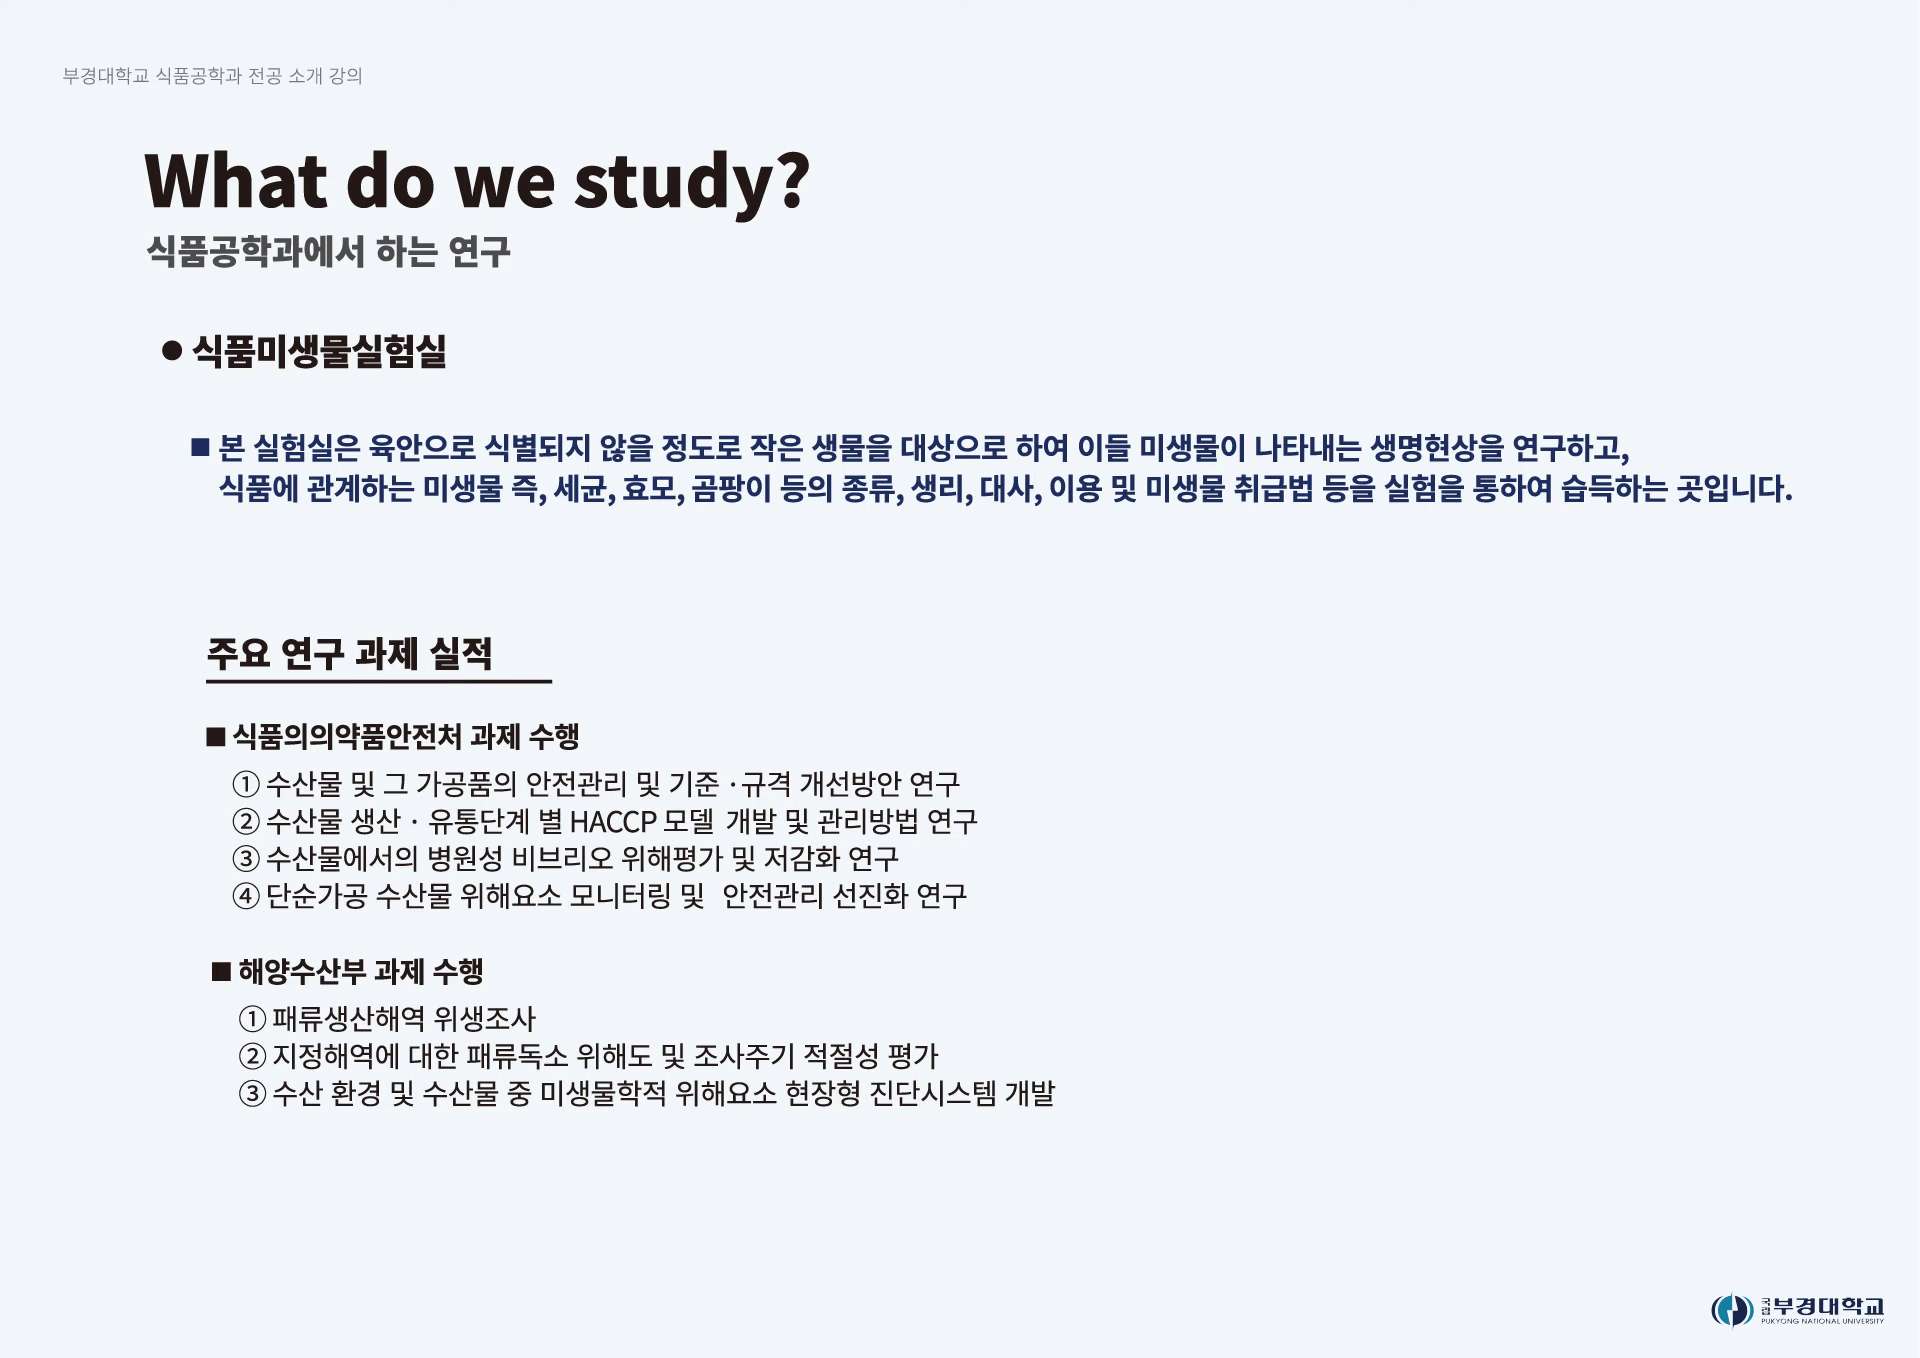 부경대학교 식품공학과 전공 소개 강의
What do we study?
식품공학과에서 하는 연구
● 식품미생물실험실
■ 본 실험실은 육안으로 식별되지 않을 정도로 작은 생물을 대상으로 하여 이들 미생물이 나타내는 생명현상을 연구하고,
식품에 관계하는 미생물 즉, 세균, 효모, 곰팡이 등의 종류, 생리, 대사, 이용 및 미생물 취급법 등을 실험을 통하여 습득하는 곳입니다.
주요 연구 과제 실적
■ 식품의의약품안전처 과제 수행
① 수산물 및 그 가공품의 안전관리 및 기준 ·규격 개선방안 연구
② 수산물 생산 · 유통단계 별 HACCP 모델 개발 및 관리방법 연구
③ 수산물에서의 병원성 비브리오 위해평가 및 저감화 연구
④ 단순가공 수산물 위해요소 모니터링 및 안전관리 선진화 연구
■ 해양수산부 과제 수행
① 패류생산해역 위생조사
② 지정해역에 대한 패류독소 위해도 및 조사주기 적절성 평가
③ 수산 환경 및 수산물 중 미생물학적 위해요소 현장형 진단시스템 개발
국립 부경대학교
PUKYONG NATIONAL UNIVERSITY